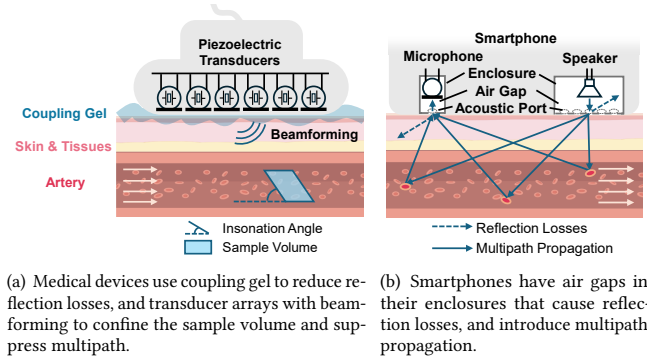 Piezoelectric
Transducers
Coupling Gel
Beamforming
Skin & Tissues
Artery
Insonation Angle
Sample Volume
Smartphone
Microphone
Speaker
Enclosure
Air Gap
Acoustic Port
Reflection Losses
Multipath Propagation
(a) Medical devices use coupling gel to reduce re-
flection losses, and transducer arrays with beam-
forming to confine the sample volume and sup-
press multipath.
(b) Smartphones have air gaps in
their enclosures that cause reflec-
tion losses, and introduce multipath
propagation.